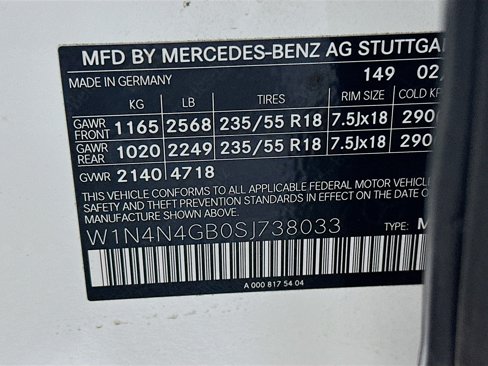 MFD BY MERCEDES-BENZ AG STUTTGA
MADE IN GERMANY 149 02
KG LB TIRES RIM SIZE COLD
GAWR FRONT 1165 2568 235/55 R18 7.5Jx18 290
GAWR REAR 1020 2249 235/55 R18 7.5Jx18 290
GVWR 2140 4718
THIS VEHICLE CONFORMS TO ALL APPLICABLE FEDERAL MOTOR VEHIC
SAFETY AND THEFT PREVENTION STANDARDS IN EFFECT ON THE DATE O
MANUFACTURE SHOWN ABOVE.
W1N4N4GB0SJ738033 TYPE: M
A 000 817 54 04